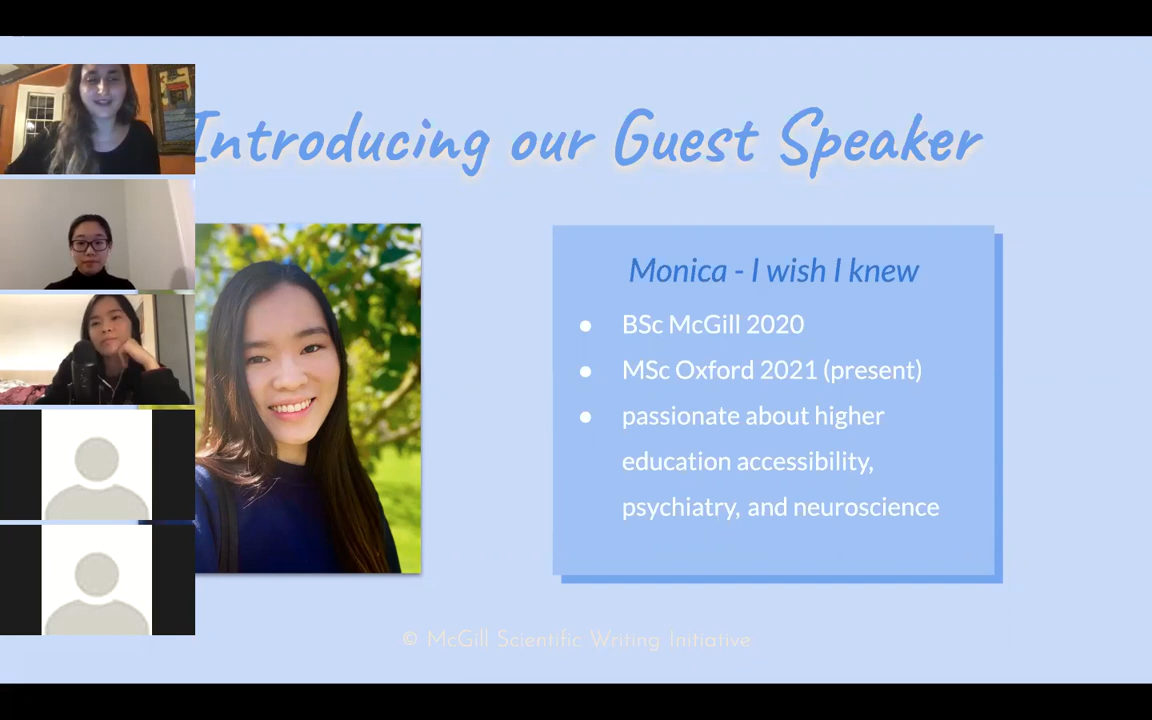 Introducing our Guest Speaker
Monica - I wish I knew
● BSc McGill 2020
● MSc Oxford 2021 (present)
● passionate about higher
education accessibility,
psychiatry, and neuroscience
© McGill Scientific Writing Initiative